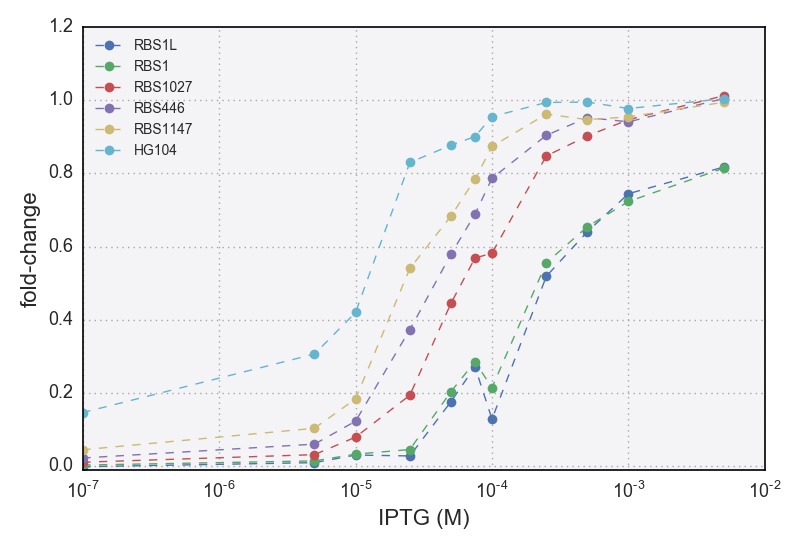 1.2
1.0
0.8
0.6
0.4
0.2
0.0
fold-change
RBS1L
RBS1
RBS1027
RBS446
RBS1147
HG104
10⁻⁷ 10⁻⁶ 10⁻⁵ 10⁻⁴ 10⁻³ 10⁻²
IPTG (M)